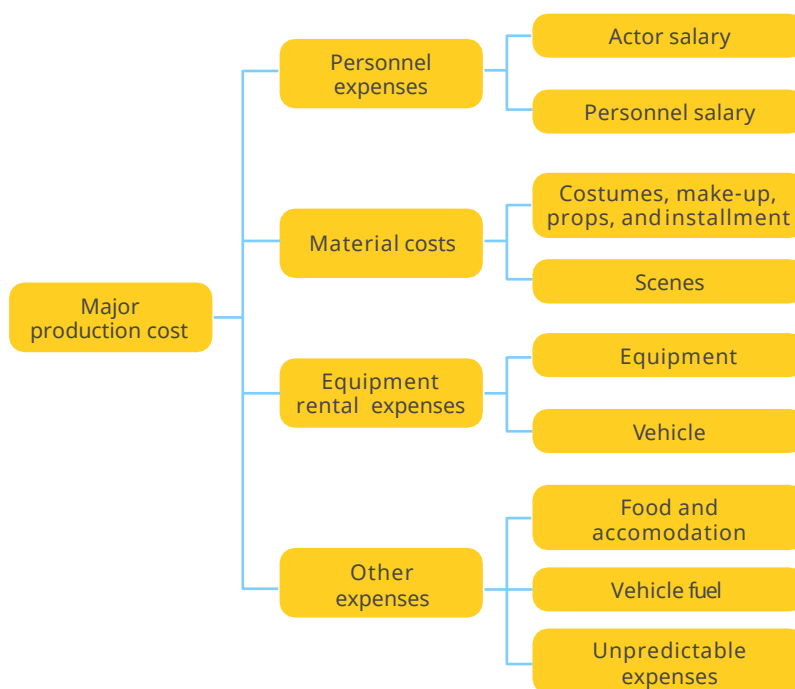 Major
production cost
Personnel
expenses
Actor salary
Personnel salary
Material costs
Costumes, make-up,
props, and installment
Scenes
Equipment
rental expenses
Equipment
Vehicle
Other
expenses
Food and
accomodation
Vehicle fuel
Unpredictable
expenses